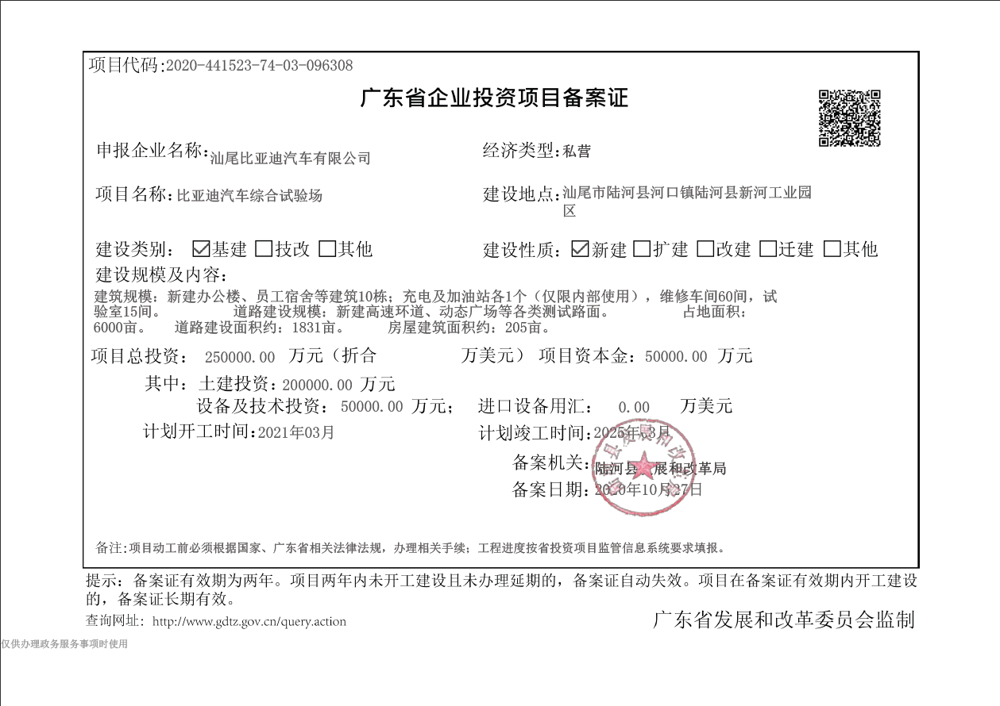 项目代码:2020-441523-74-03-096308
广东省企业投资项目备案证
申报企业名称:汕尾比亚迪汽车有限公司
经济类型:私营
项目名称:比亚迪汽车综合试验场
建设地点:汕尾市陆河县河口镇陆河县新河工业园
区
建设类别: ☑基建 □技改 □其他
建设性质: ☑新建 □扩建 □改建 □迁建 □其他
建设规模及内容:
建筑规模：新建办公楼、员工宿舍等建筑10栋；充电及加油站各1个（仅限内部使用），维修车间60间，试
验室15间。 道路建设规模：新建高速环道、动态广场等各类测试路面。 占地面积：
6000亩。 道路建设面积约：1831亩。 房屋建筑面积约：205亩。
项目总投资: 250000.00 万元（折合 万美元） 项目资本金: 50000.00 万元
其中: 土建投资: 200000.00 万元
设备及技术投资: 50000.00 万元; 进口设备用汇: 0.00 万美元
计划开工时间:2021年03月
计划竣工时间:2025年03月
备案机关:陆河县发展和改革局
备案日期:2020年10月27日
备注:项目动工前必须根据国家、广东省相关法律法规，办理相关手续；工程进度按省投资项目监管信息系统要求填报。
提示: 备案证有效期为两年。项目两年内未开工建设且未办理延期的，备案证自动失效。项目在备案证有效期内开工建设
的，备案证长期有效。
查询网址: http://www.gdtz.gov.cn/query.action
广东省发展和改革委员会监制
仅供办理政务服务事项时使用